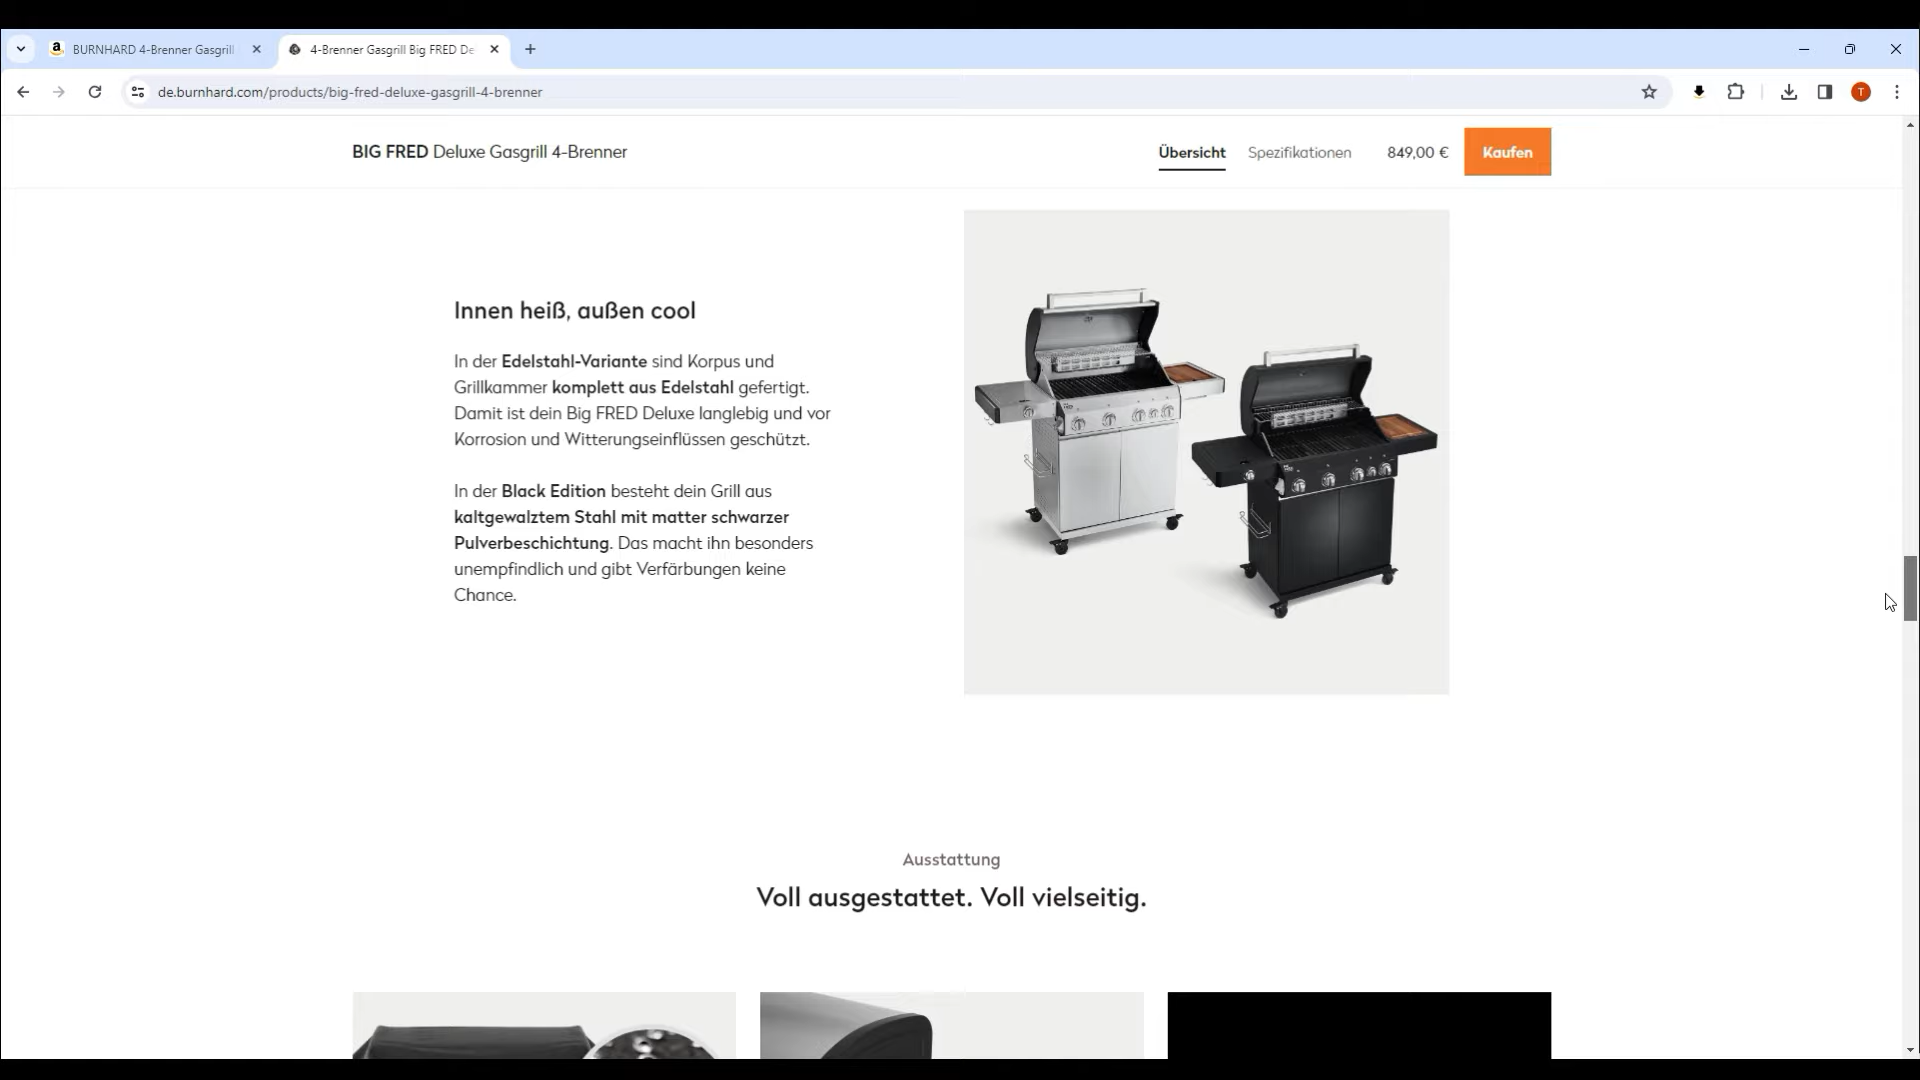 BURNHARD 4-Brenner Gasgrill
4-Brenner Gasgrill Big FRED De
de.burnhard.com/products/big-fred-deluxe-gasgrill-4-brenner
T
BIG FRED Deluxe Gasgrill 4-Brenner
Übersicht
Spezifikationen
849,00 €
Kaufen
Innen heiß, außen cool
In der Edelstahl-Variante sind Korpus und
Grillkammer komplett aus Edelstahl gefertigt.
Damit ist dein Big FRED Deluxe langlebig und vor
Korrosion und Witterungseinflüssen geschützt.
In der Black Edition besteht dein Grill aus
kaltgewalztem Stahl mit matter schwarzer
Pulverbeschichtung. Das macht ihn besonders
unempfindlich und gibt Verfärbungen keine
Chance.
Ausstattung
Voll ausgestattet. Voll vielseitig.